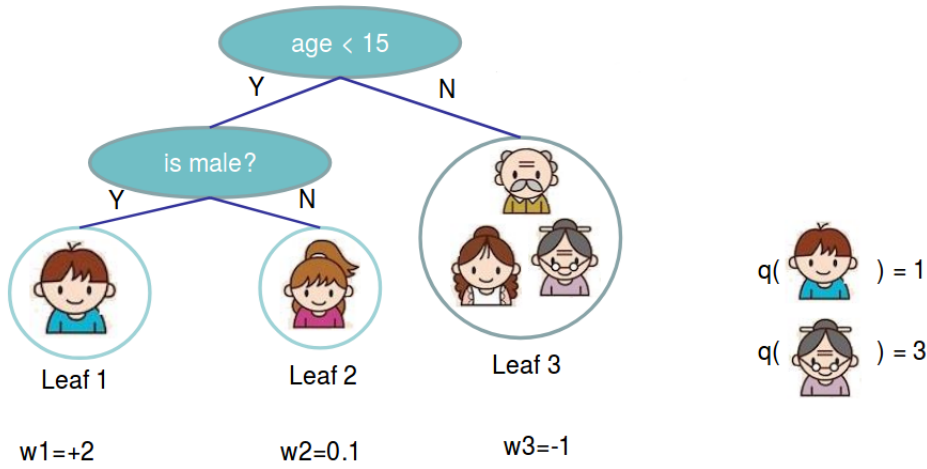 age < 15
Y
N
is male?
Y
N
q( ) = 1
q( ) = 3
Leaf 1
Leaf 2
Leaf 3
w1=+2
w2=0.1
w3=-1